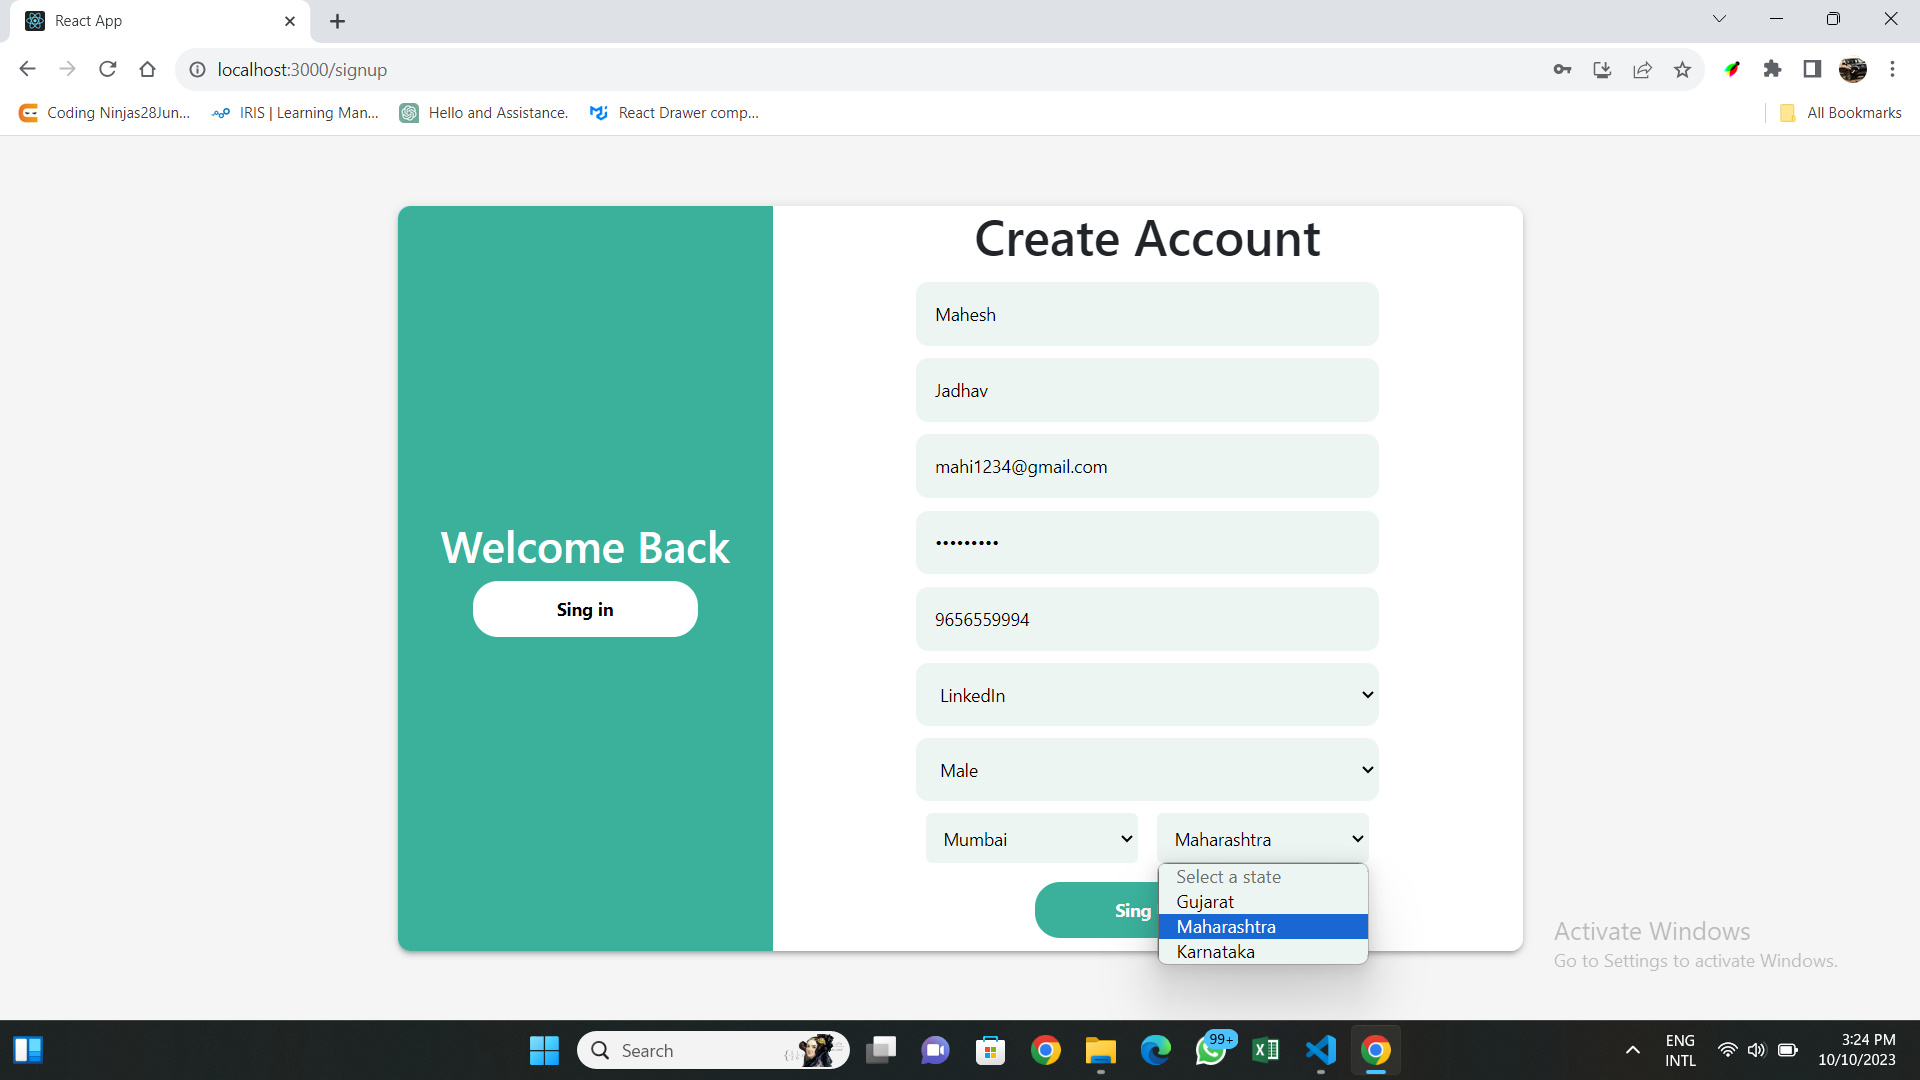 React App
localhost:3000/signup
Coding Ninjas28Jun...
IRIS | Learning Man...
Hello and Assistance.
React Drawer comp...
All Bookmarks
Create Account
Mahesh
Jadhav
mahi1234@gmail.com
•••••••••
9656559994
LinkedIn
Male
Mumbai
Maharashtra
Select a state
Gujarat
Maharashtra
Karnataka
Sing
Welcome Back
Sing in
Activate Windows
Go to Settings to activate Windows.
Search
99+
ENG
INTL
3:24 PM
10/10/2023